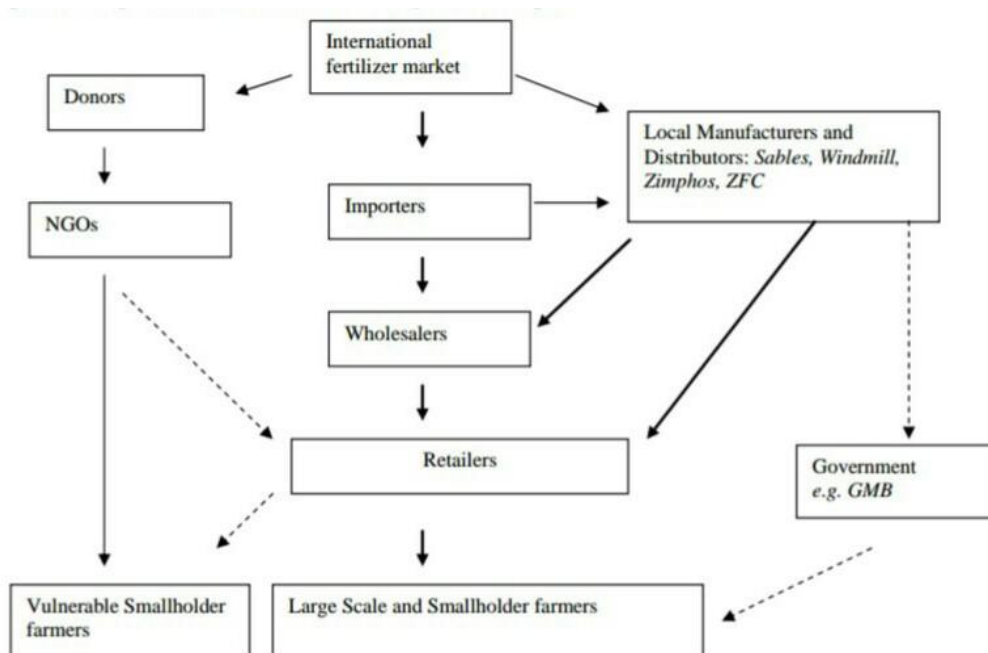 International
fertilizer market
Donors
Local Manufacturers and
Distributors: Sables, Windmill,
Zimphos, ZFC
NGOs
Importers
Wholesalers
Retailers
Government
e.g. GMB
Vulnerable Smallholder
farmers
Large Scale and Smallholder farmers